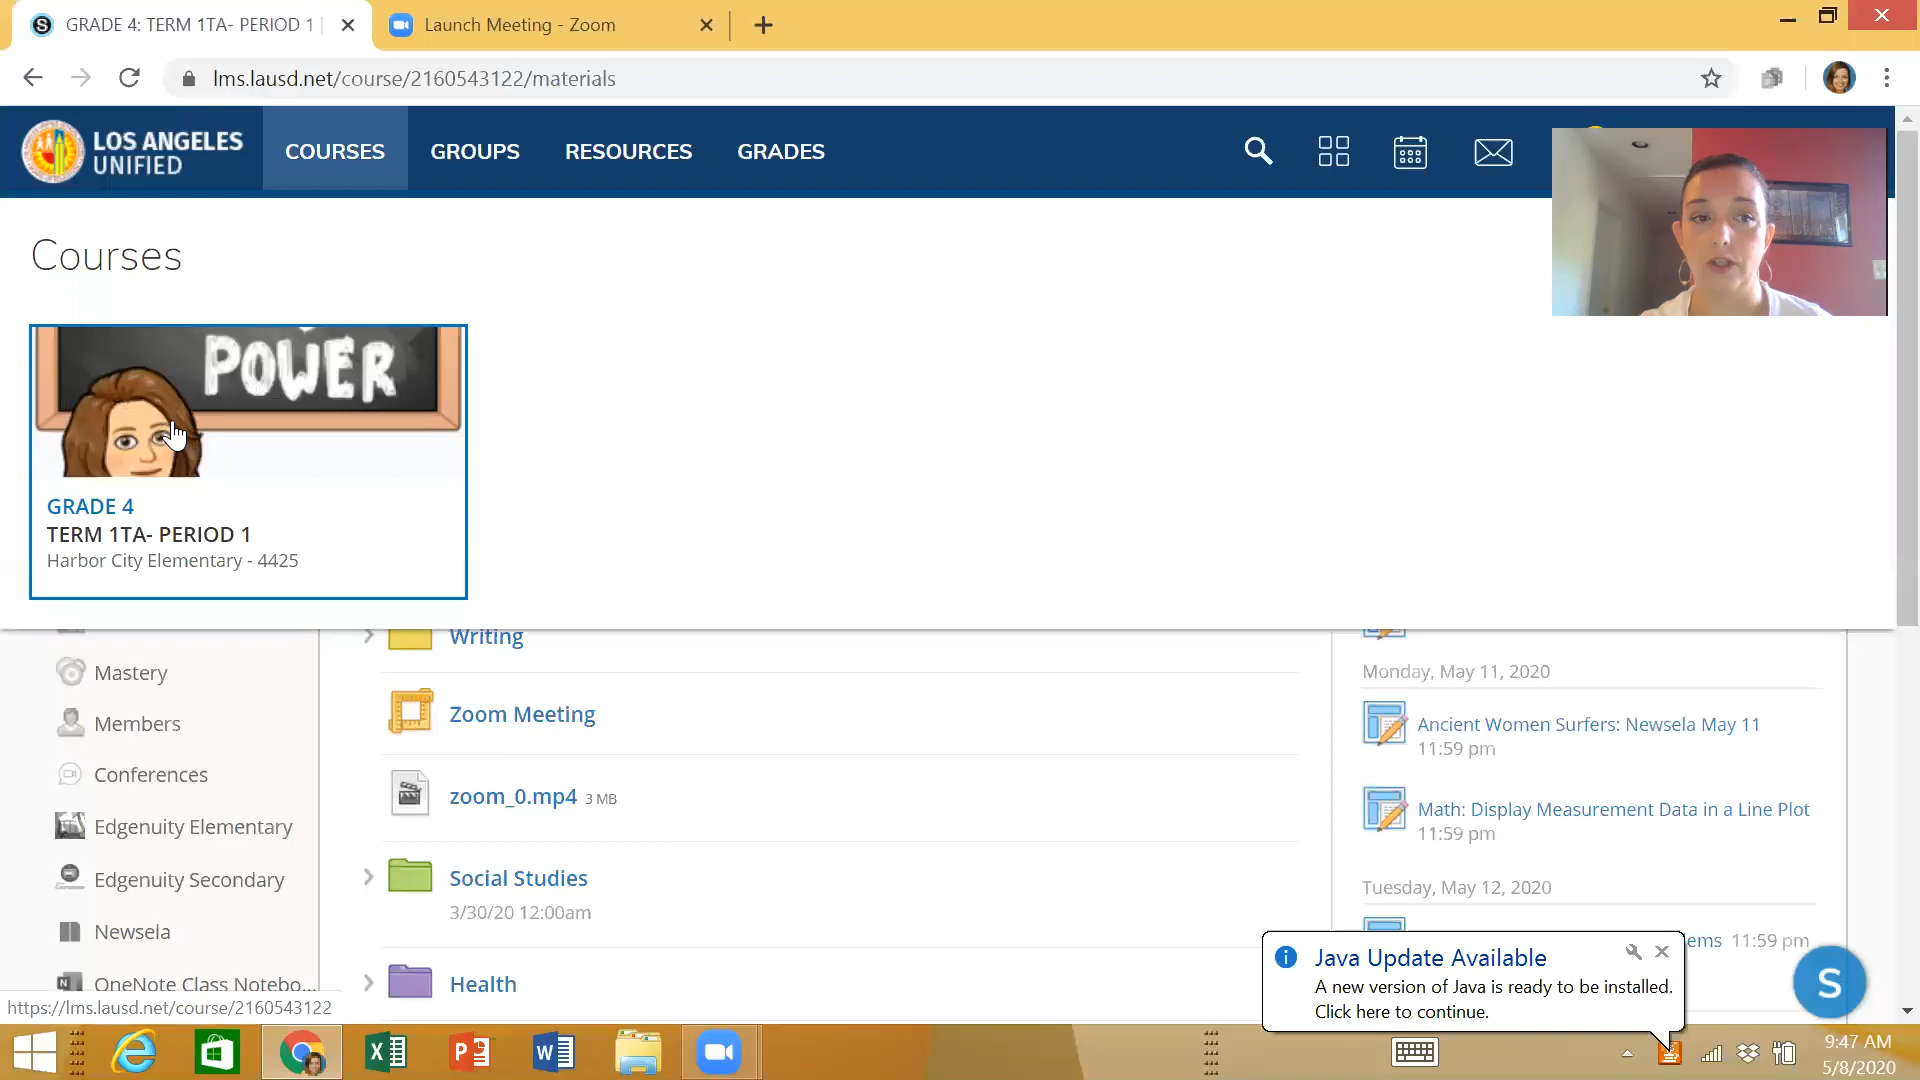 GRADE 4: TERM 1TA- PERIOD 1
Launch Meeting - Zoom
lms.lausd.net/course/2160543122/materials
LOS ANGELES
UNIFIED
COURSES
GROUPS
RESOURCES
GRADES
Courses
POWER
GRADE 4
TERM 1TA- PERIOD 1
Harbor City Elementary - 4425
Writing
Mastery
Members
Conferences
Edgenuity Elementary
Edgenuity Secondary
Newsela
OneNote Class Notebo...
Zoom Meeting
zoom_0.mp4 3 MB
Social Studies
3/30/20 12:00am
Health
Monday, May 11, 2020
Ancient Women Surfers: Newsela May 11
11:59 pm
Math: Display Measurement Data in a Line Plot
11:59 pm
Tuesday, May 12, 2020
ems 11:59 pm
Java Update Available
A new version of Java is ready to be installed.
Click here to continue.
S
https://lms.lausd.net/course/2160543122
9:47 AM
5/8/2020